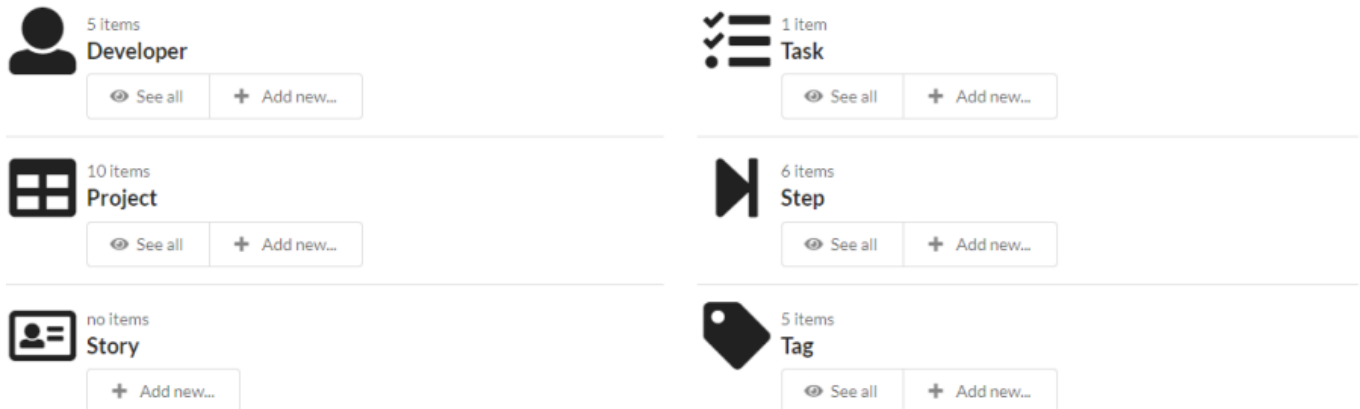 5 items
Developer
See all
Add new...
1 item
Task
See all
Add new...
10 items
Project
See all
Add new...
6 items
Step
See all
Add new...
no items
Story
Add new...
5 items
Tag
See all
Add new...